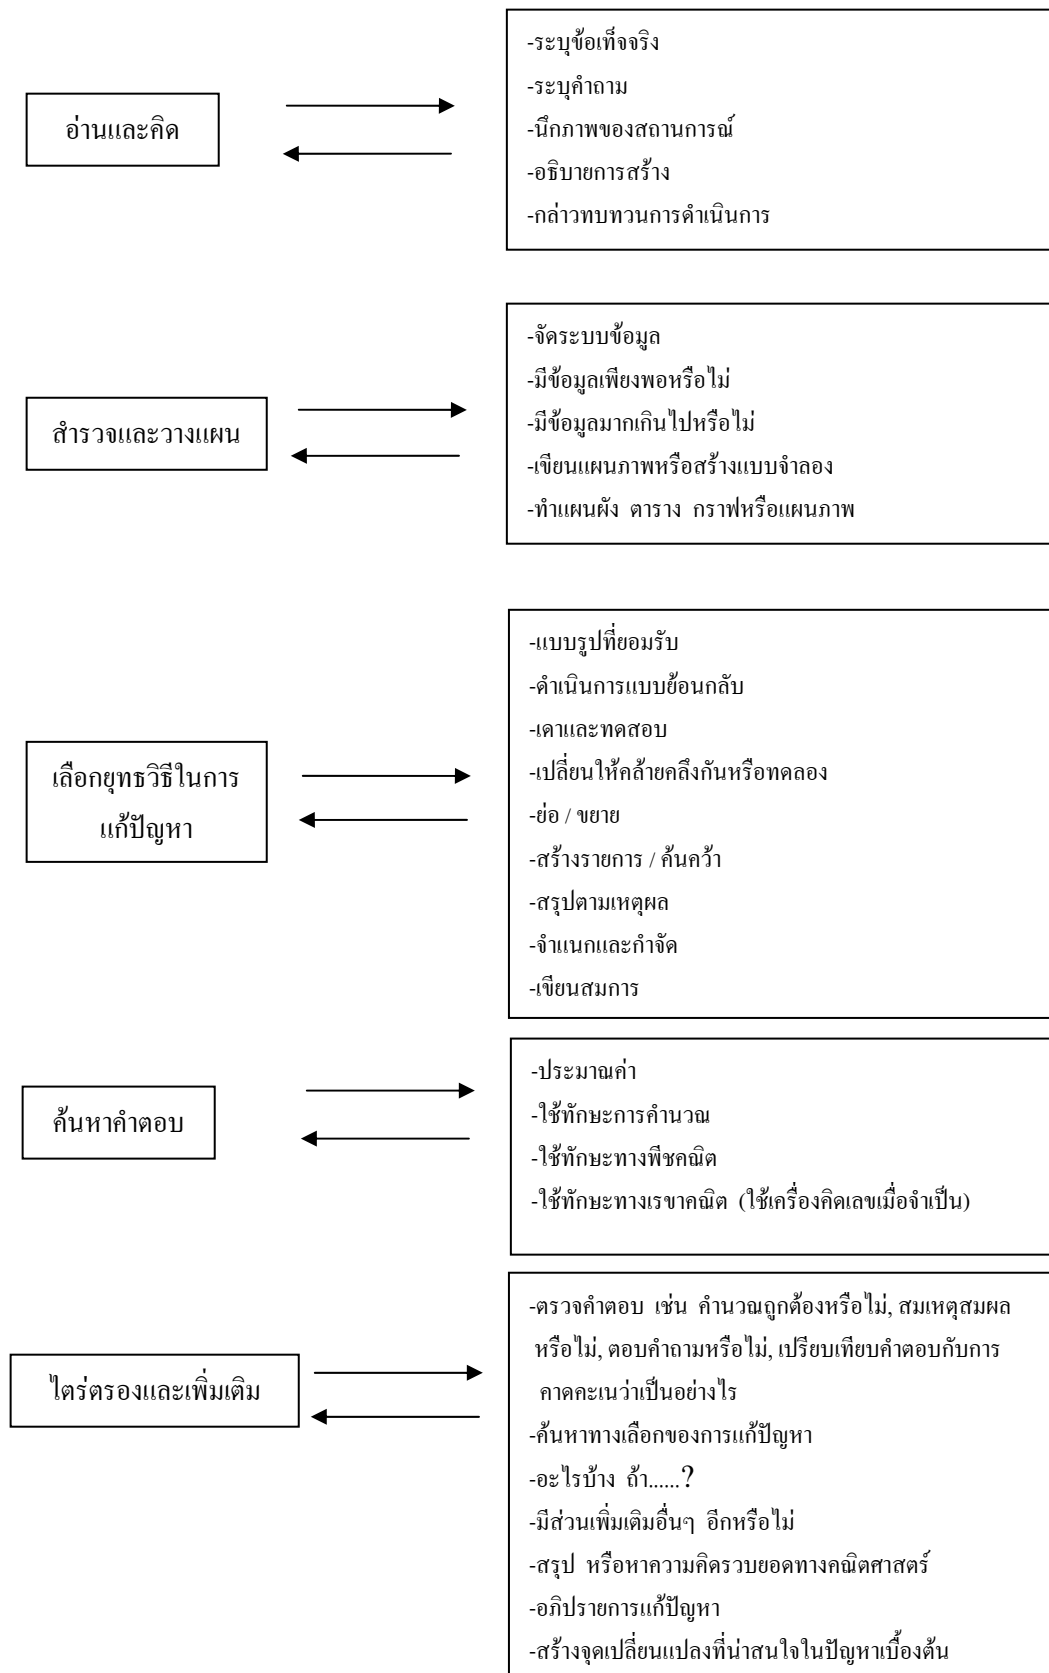 อ่านและคิด
-ระบุข้อเท็จจริง
-ระบุคำถาม
-นึกภาพของสถานการณ์
-อธิบายการสร้าง
-กล่าวทบทวนการดำเนินการ
สำรวจและวางแผน
-จัดระบบข้อมูล
-มีข้อมูลเพียงพอหรือไม่
-มีข้อมูลมากเกินไปหรือไม่
-เขียนแผนภาพหรือสร้างแบบจำลอง
-ทำแผนผัง ตาราง กราฟหรือแผนภาพ
เลือกยุทธวิธีในการ
แก้ปัญหา
-แบบรูปที่ยอมรับ
-ดำเนินการแบบย้อนกลับ
-เดาและทดสอบ
-เปลี่ยนให้คล้ายคลึงกันหรือทดลอง
-ย่อ / ขยาย
-สร้างรายการ / ค้นคว้า
-สรุปตามเหตุผล
-จำแนกและกำจัด
-เขียนสมการ
ค้นหาคำตอบ
-ประมาณค่า
-ใช้ทักษะการคำนวณ
-ใช้ทักษะทางพีชคณิต
-ใช้ทักษะทางเรขาคณิต (ใช้เครื่องคิดเลขเมื่อจำเป็น)
ไตร่ตรองและเพิ่มเติม
-ตรวจคำตอบ เช่น คำนวณถูกต้องหรือไม่, สมเหตุสมผล
หรือไม่, ตอบคำถามหรือไม่, เปรียบเทียบคำตอบกับการ
คาดคะเนว่าเป็นอย่างไร
-ค้นหาทางเลือกของการแก้ปัญหา
-อะไรบ้าง ถ้า......?
-มีส่วนเพิ่มเติมอื่นๆ อีกหรือไม่
-สรุป หรือหาความคิดรวบยอดทางคณิตศาสตร์
-อภิปรายการแก้ปัญหา
-สร้างจุดเปลี่ยนแปลงที่น่าสนใจในปัญหาเบื้องต้น